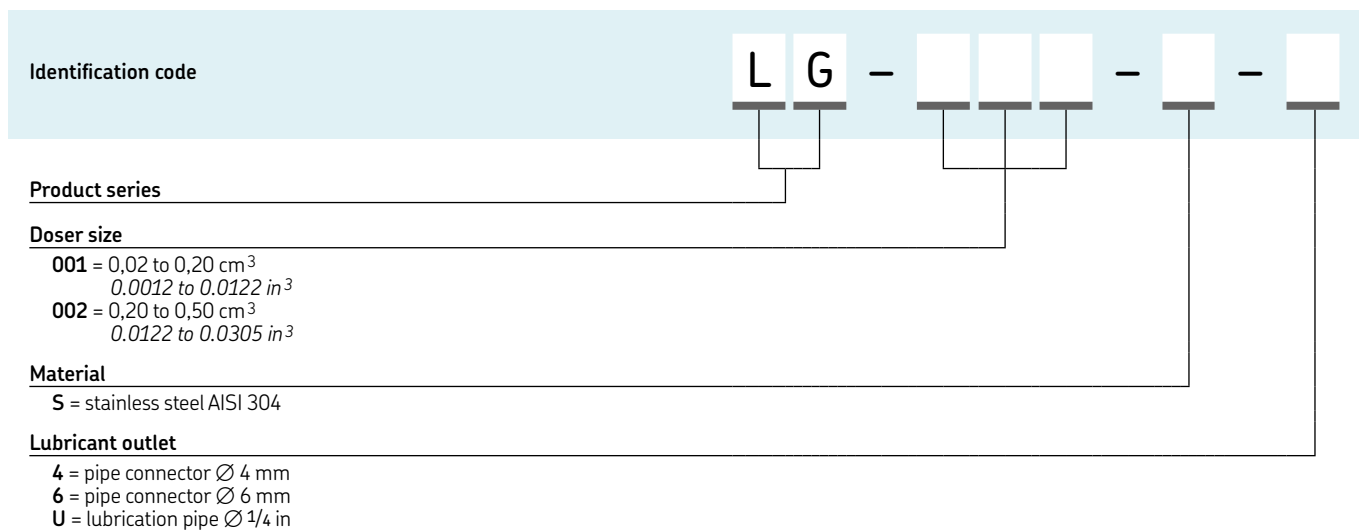 Identification code L G – – –
Product series
Doser size
001 = 0,02 to 0,20 cm³
0.0012 to 0.0122 in³
002 = 0,20 to 0,50 cm³
0.0122 to 0.0305 in³
Material
S = stainless steel AISI 304
Lubricant outlet
4 = pipe connector ∅ 4 mm
6 = pipe connector ∅ 6 mm
U = lubrication pipe ∅ 1/4 in